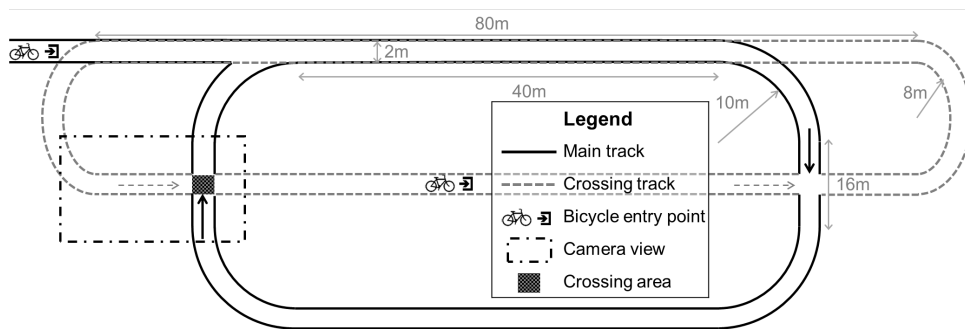 80m
2m
40m
10m
8m
Legend
Main track
Crossing track
Bicycle entry point
Camera view
Crossing area
16m